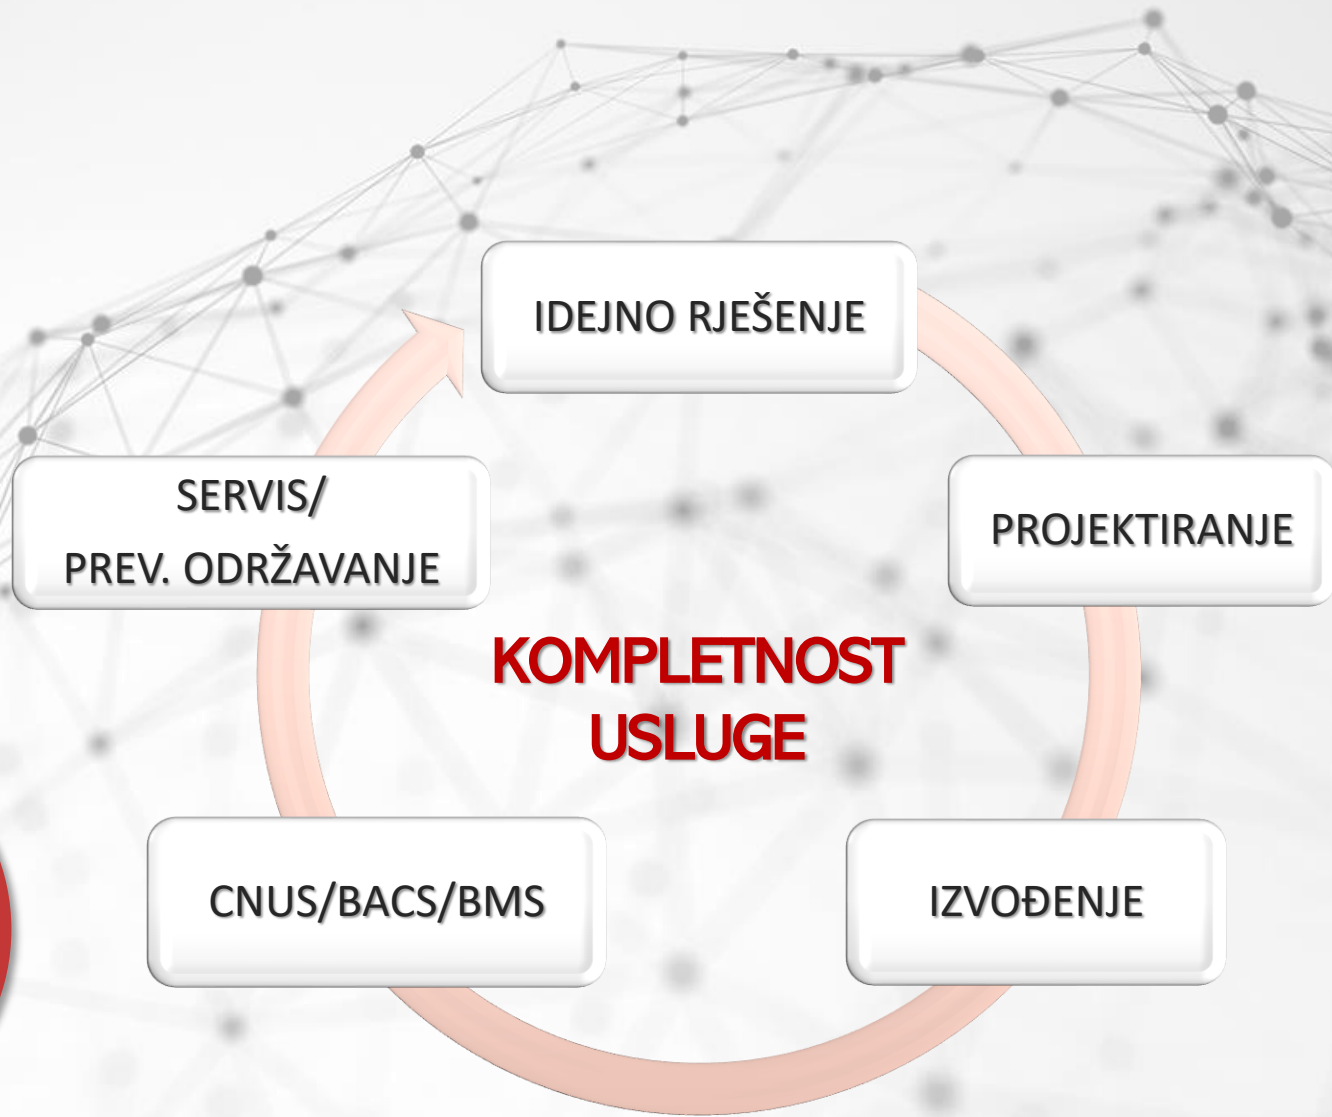 IDEJNO RJEŠENJE
PROJEKTIRANJE
IZVOĐENJE
CNUS/BACS/BMS
SERVIS/
PREV. ODRŽAVANJE
KOMPLETNOST
USLUGE